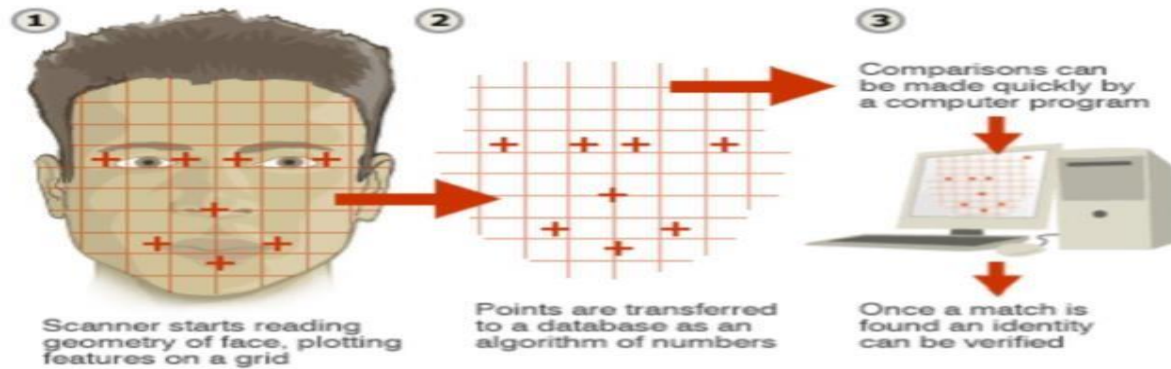 1
Scanner starts reading
geometry of face, plotting
features on a grid
2
Points are transferred
to a database as an
algorithm of numbers
3
Comparisons can
be made quickly by
a computer program
Once a match is
found an identity
can be verified